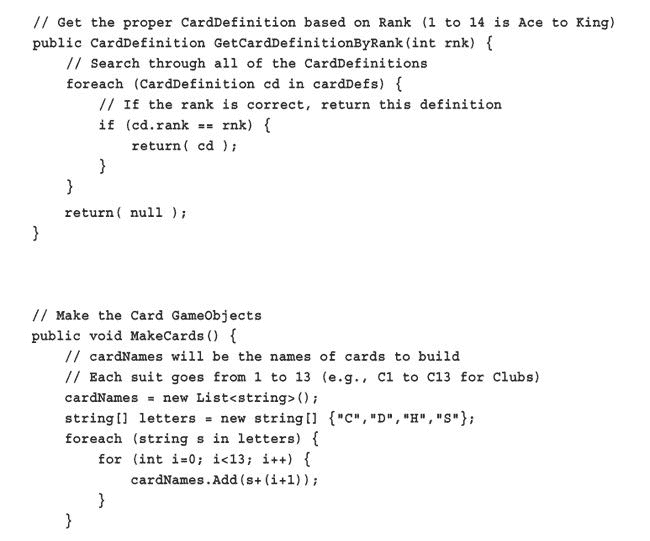 // Get the proper CardDefinition based on Rank (1 to 14 is Ace to King)
public CardDefinition GetCardDefinitionByRank(int rnk) {
// Search through all of the CardDefinitions
foreach (CardDefinition cd in cardDefs) {
// If the rank is correct, return this definition
if (cd.rank == rnk) {
return( cd );
}
}
return( null );
}
// Make the Card GameObjects
public void MakeCards() {
// cardNames will be the names of cards to build
// Each suit goes from 1 to 13 (e.g., C1 to C13 for Clubs)
cardNames = new List<string>();
string[] letters = new string[] {"C","D","H","S"};
foreach (string s in letters) {
for (int i=0; i<13; i++) {
cardNames.Add(s+(i+1));
}
}